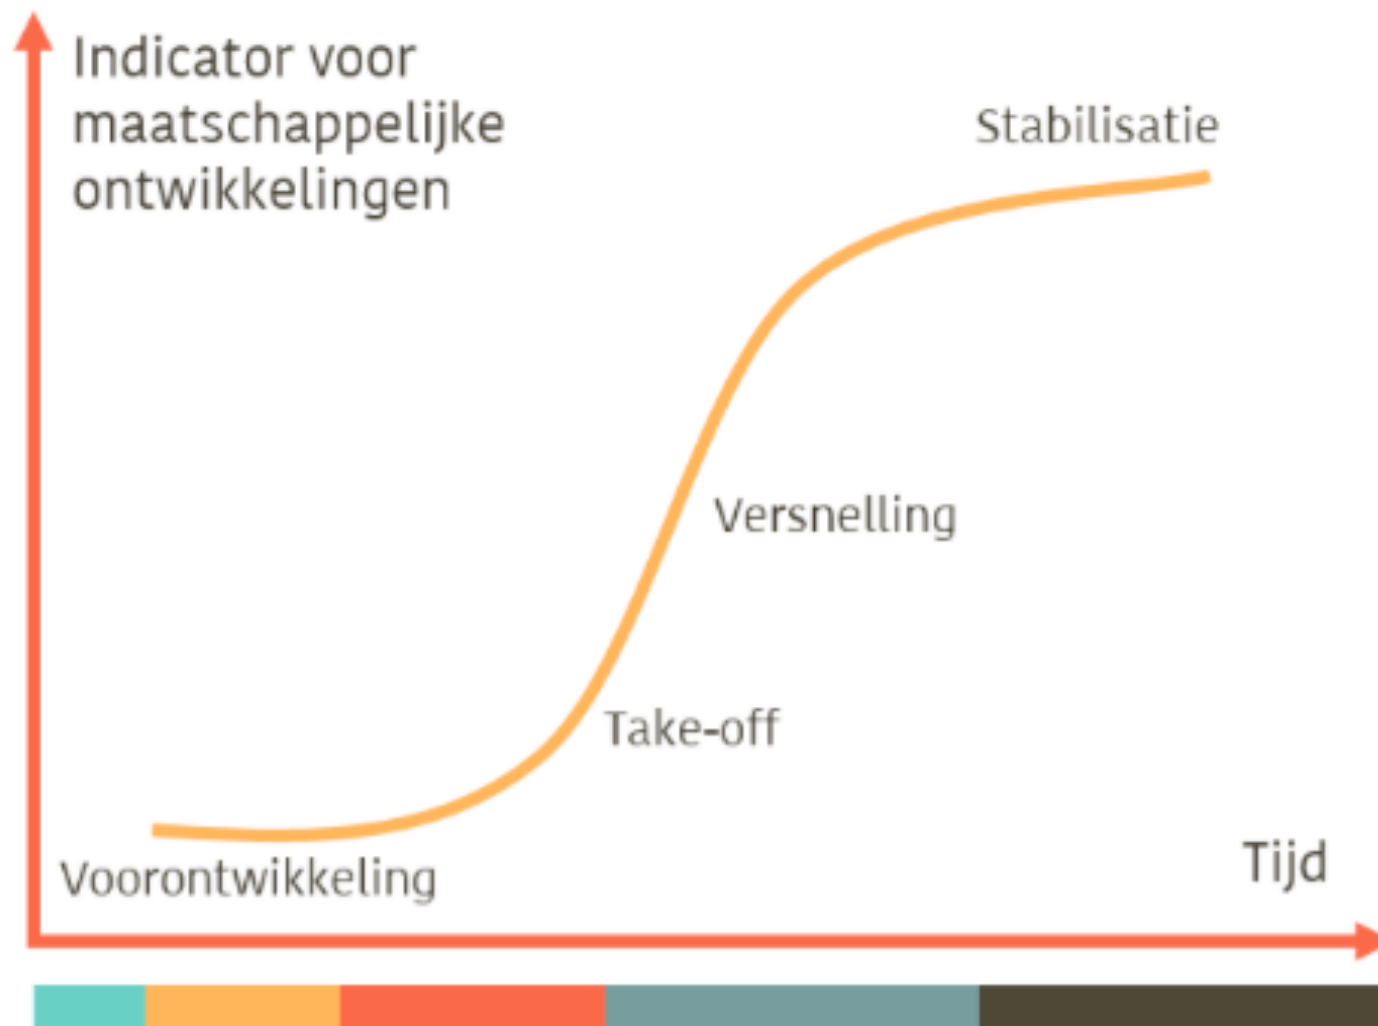 Indicator voor
maatschappelijke
ontwikkelingen
Stabilisatie
Versnelling
Take-off
Voorontwikkeling
Tijd